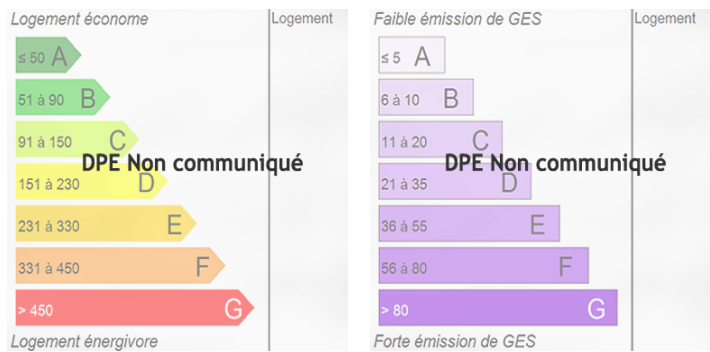 Logement économe
Logement
≤ 50 A
51 à 90 B
91 à 150 C
DPE Non communiqué
151 à 230 D
231 à 330 E
331 à 450 F
> 450 G
Logement énergivore
Faible émission de GES
Logement
≤ 5 A
6 à 10 B
11 à 20 C
DPE Non communiqué
21 à 35 D
36 à 55 E
56 à 80 F
> 80 G
Forte émission de GES